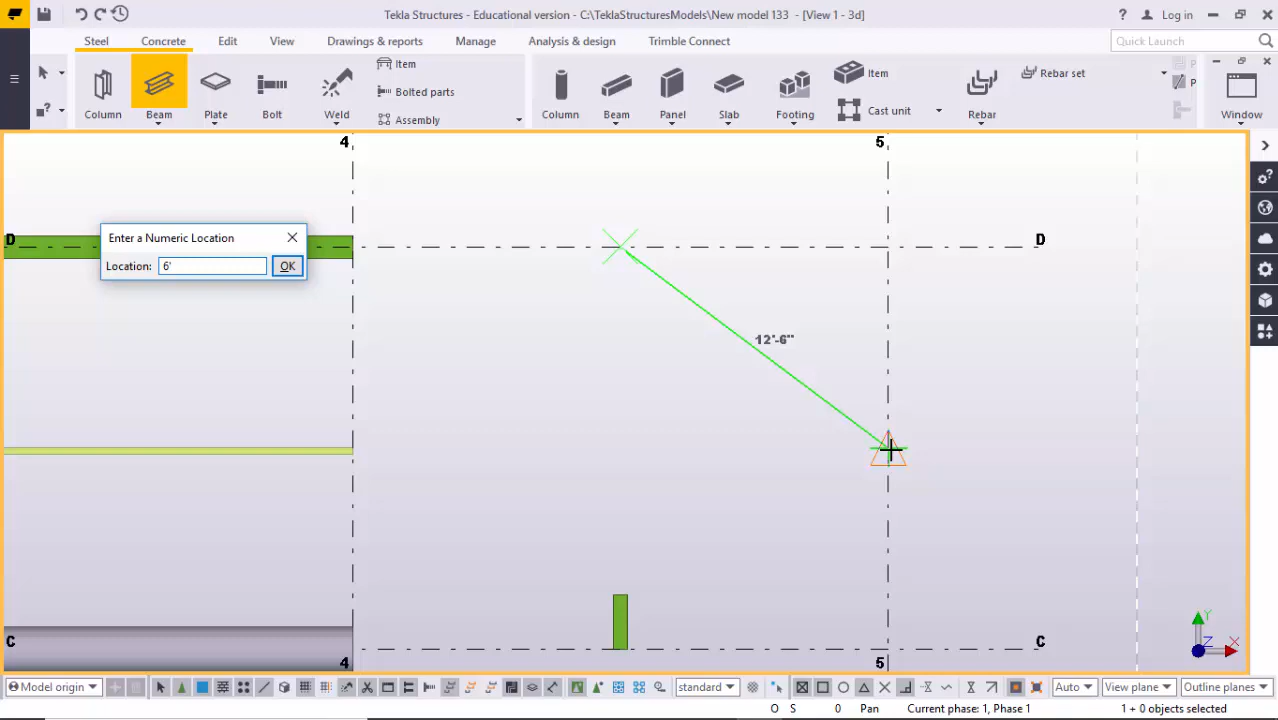 Tekla Structures - Educational version - C:\TeklaStructuresModels\New model 133 - [View 1 - 3d]
? Log in
Steel Concrete Edit View Drawings & reports Manage Analysis & design Trimble Connect Quick Launch
Item Item Rebar set P
Bolted parts P
Cast unit
Column Beam Plate Bolt Weld Assembly Column Beam Panel Slab Footing Rebar Window
4 5
D D
Enter a Numeric Location
Location: 6' OK
12'-6"
C C
4 5
Y
Z X
Model origin standard Auto View plane Outline planes
O S 0 Pan Current phase: 1, Phase 1 1 + 0 objects selected